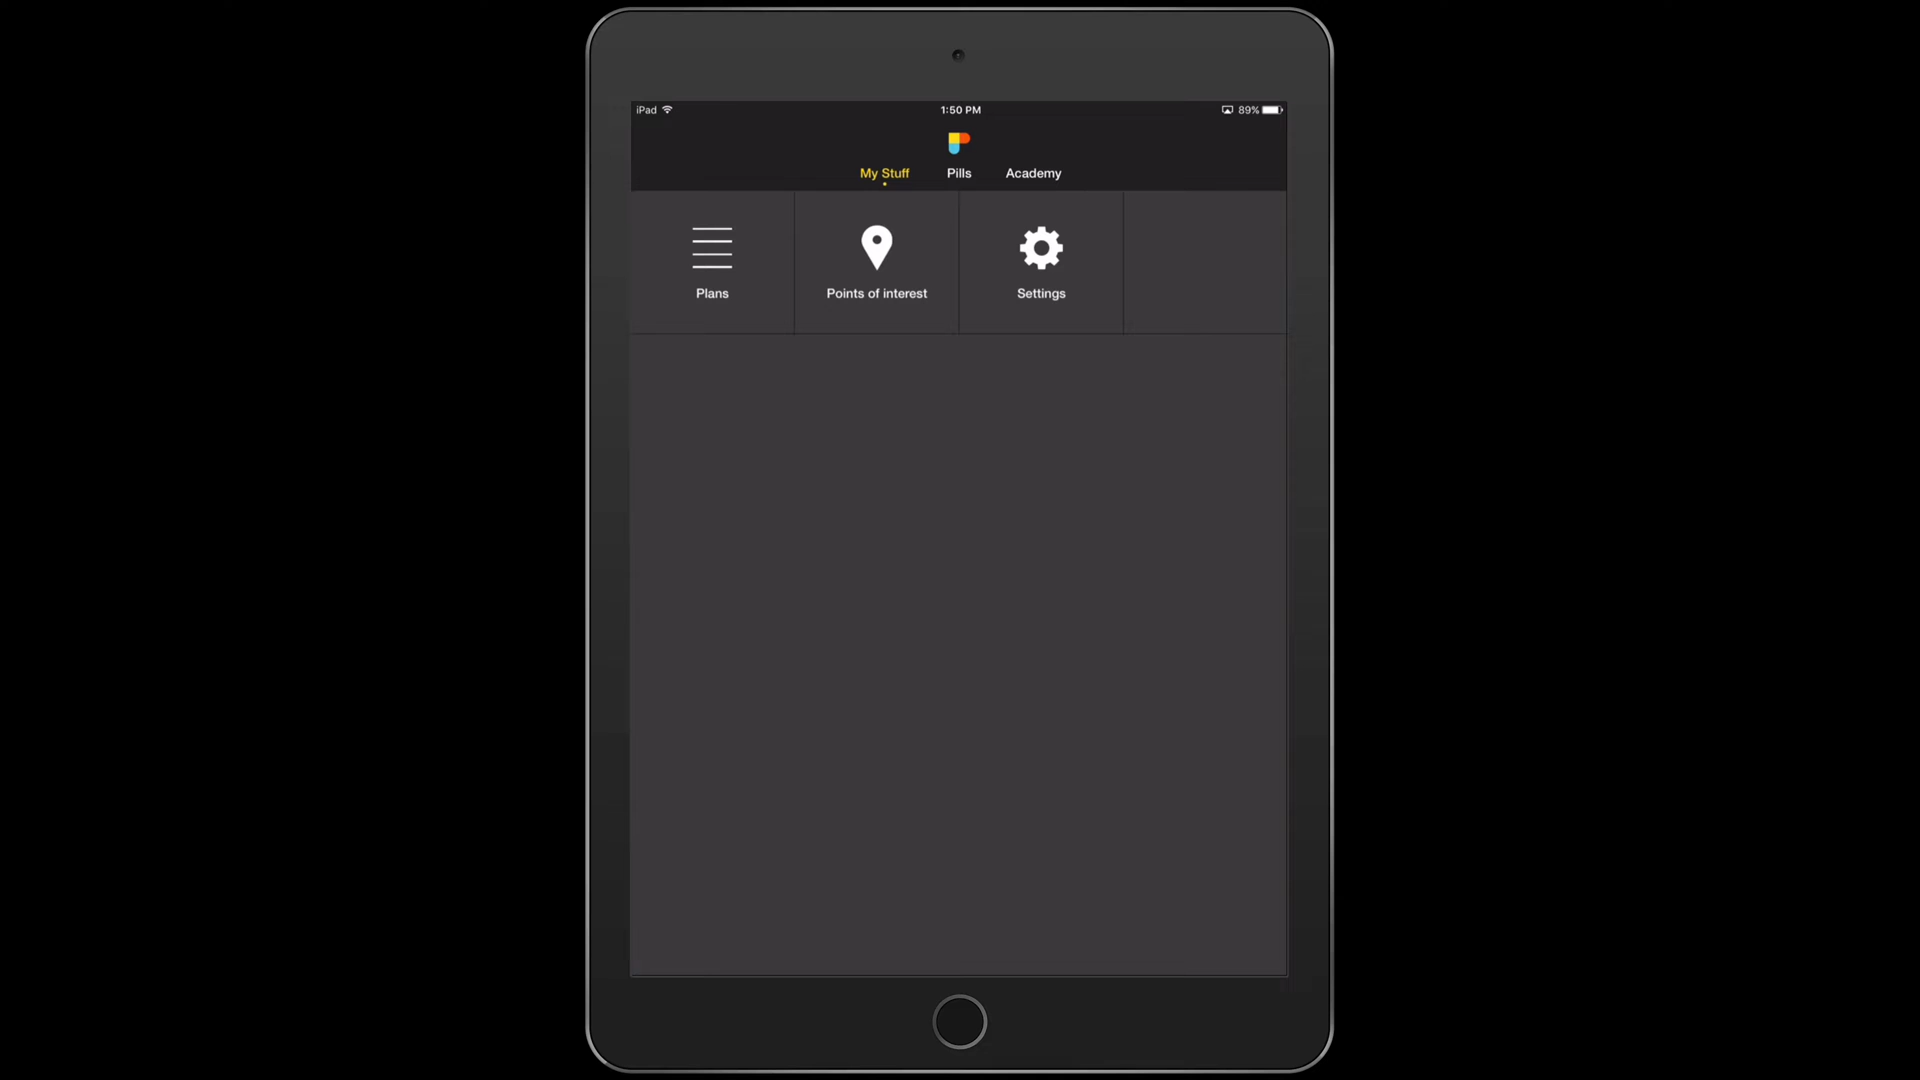 iPad 1:50 PM 89%
My Stuff Pills Academy
Plans Points of interest Settings